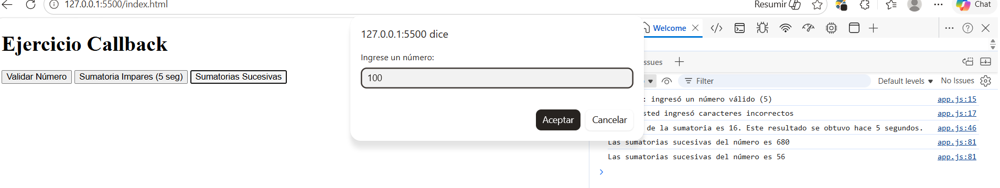 127.0.0.1:5500/index.html
Resumir
Chat
Ejercicio Callback
Validar Número
Sumatoria Impares (5 seg)
Sumatorias Sucesivas
127.0.0.1:5500 dice
Ingrese un número:
100
Aceptar
Cancelar
Welcome
Filter
Default levels
No Issues
: ingresó un número válido (5)
app.js:15
ingresó caracteres incorrectos
app.js:17
de la sumatoria es 16. Este resultado se obtuvo hace 5 segundos.
app.js:46
Las sumatorias sucesivas del número es 680
app.js:81
Las sumatorias sucesivas del número es 56
app.js:81